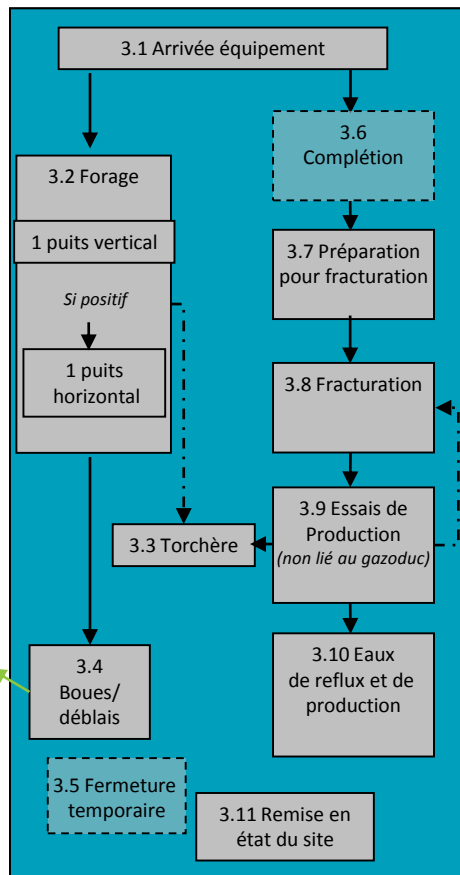 3.1 Arrivée équipement
3.2 Forage
1 puits vertical
Si positif
1 puits
horizontal
3.3 Torchère
3.4
Boues/
déblais
3.5 Fermeture
temporaire
3.6
Complétion
3.7 Préparation
pour fracturation
3.8 Fracturation
3.9 Essais de
Production
(non lié au gazoduc)
3.10 Eaux
de reflux et de
production
3.11 Remise en
état du site